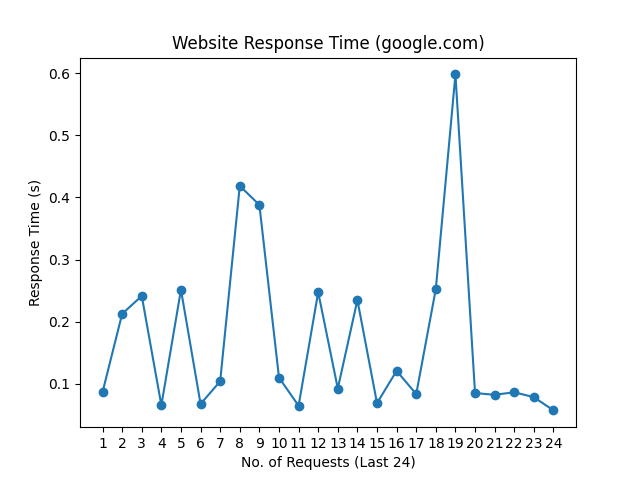 Website Response Time (google.com)
0.6
0.5
0.4
0.3
0.2
0.1
Response Time (s)
1 2 3 4 5 6 7 8 9 10 11 12 13 14 15 16 17 18 19 20 21 22 23 24
No. of Requests (Last 24)